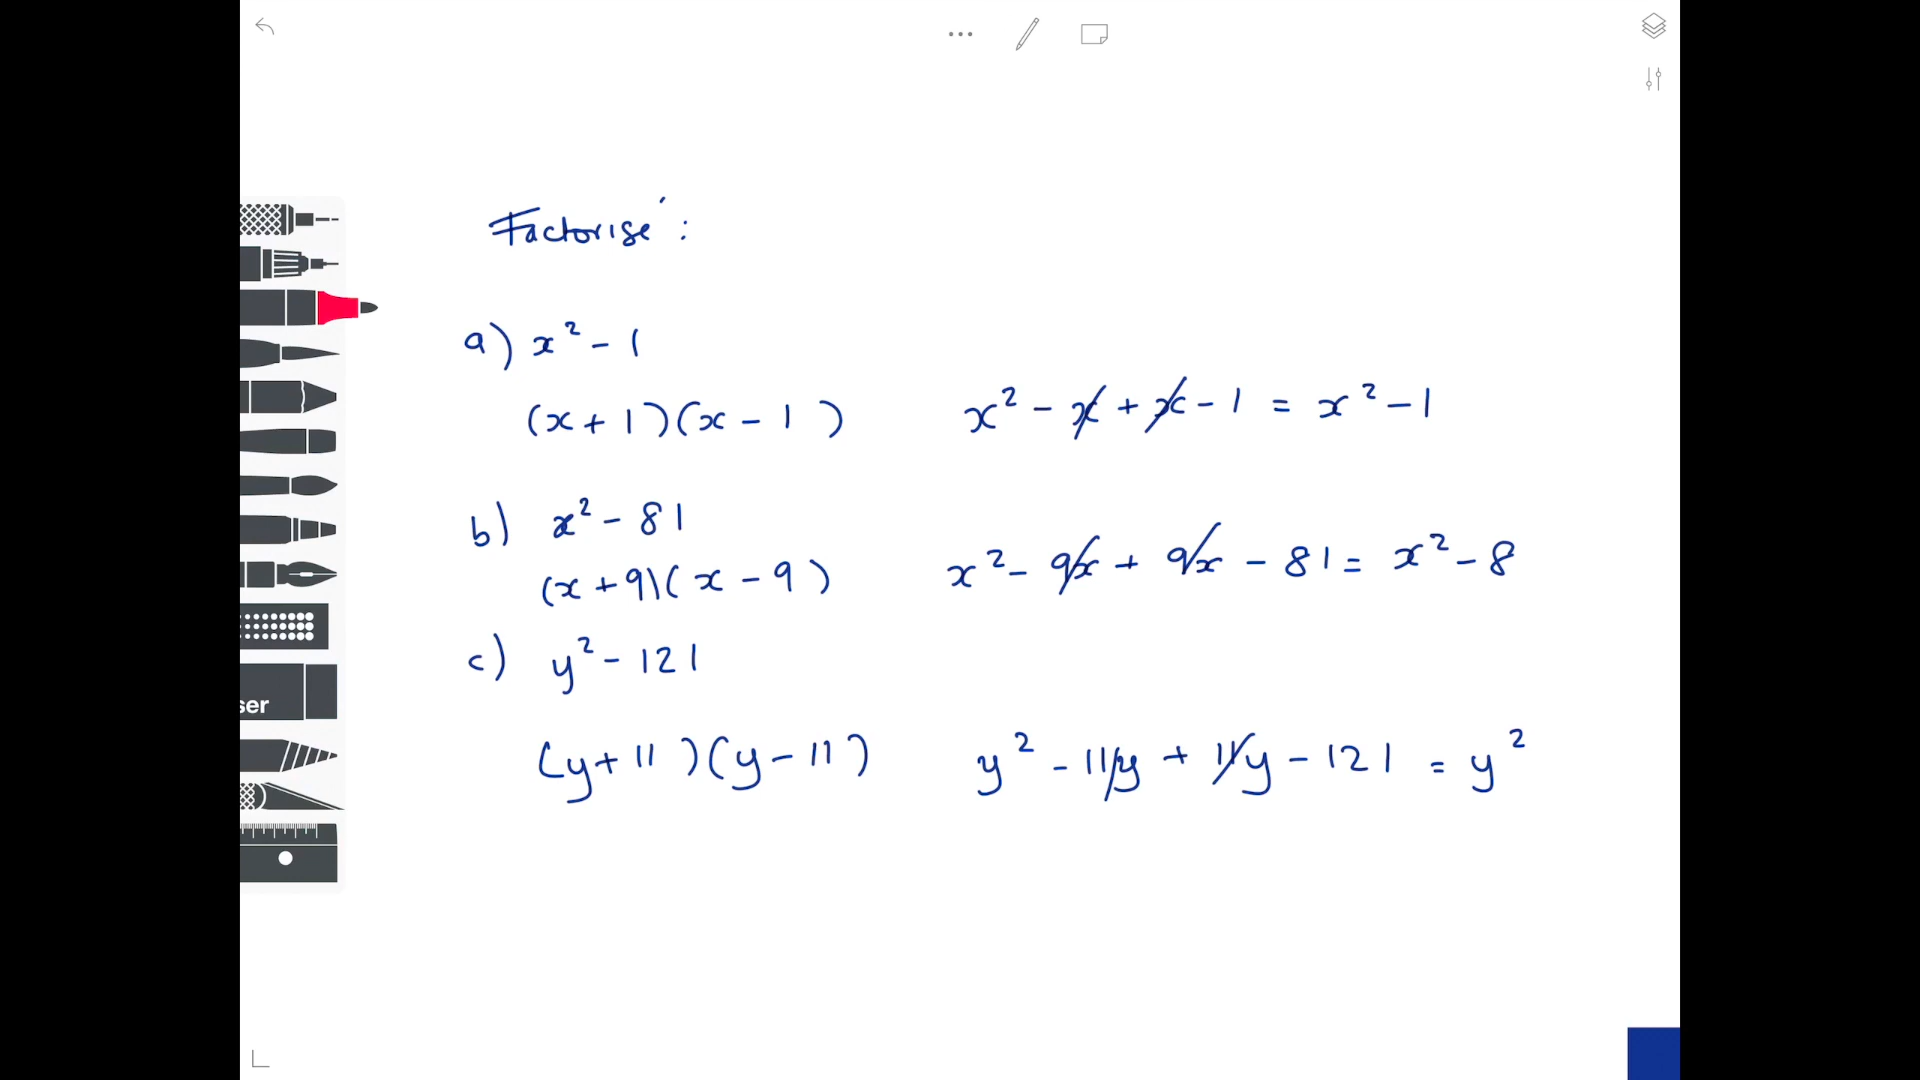 Factorise :
a) x² - 1
(x + 1)(x - 1) x² - x + x - 1 = x² - 1
b) x² - 81
(x + 9)(x - 9) x² - 9x + 9x - 81 = x² - 8
c) y² - 121
(y + 11)(y - 11) y² - 11y + 11y - 121 = y²
ser